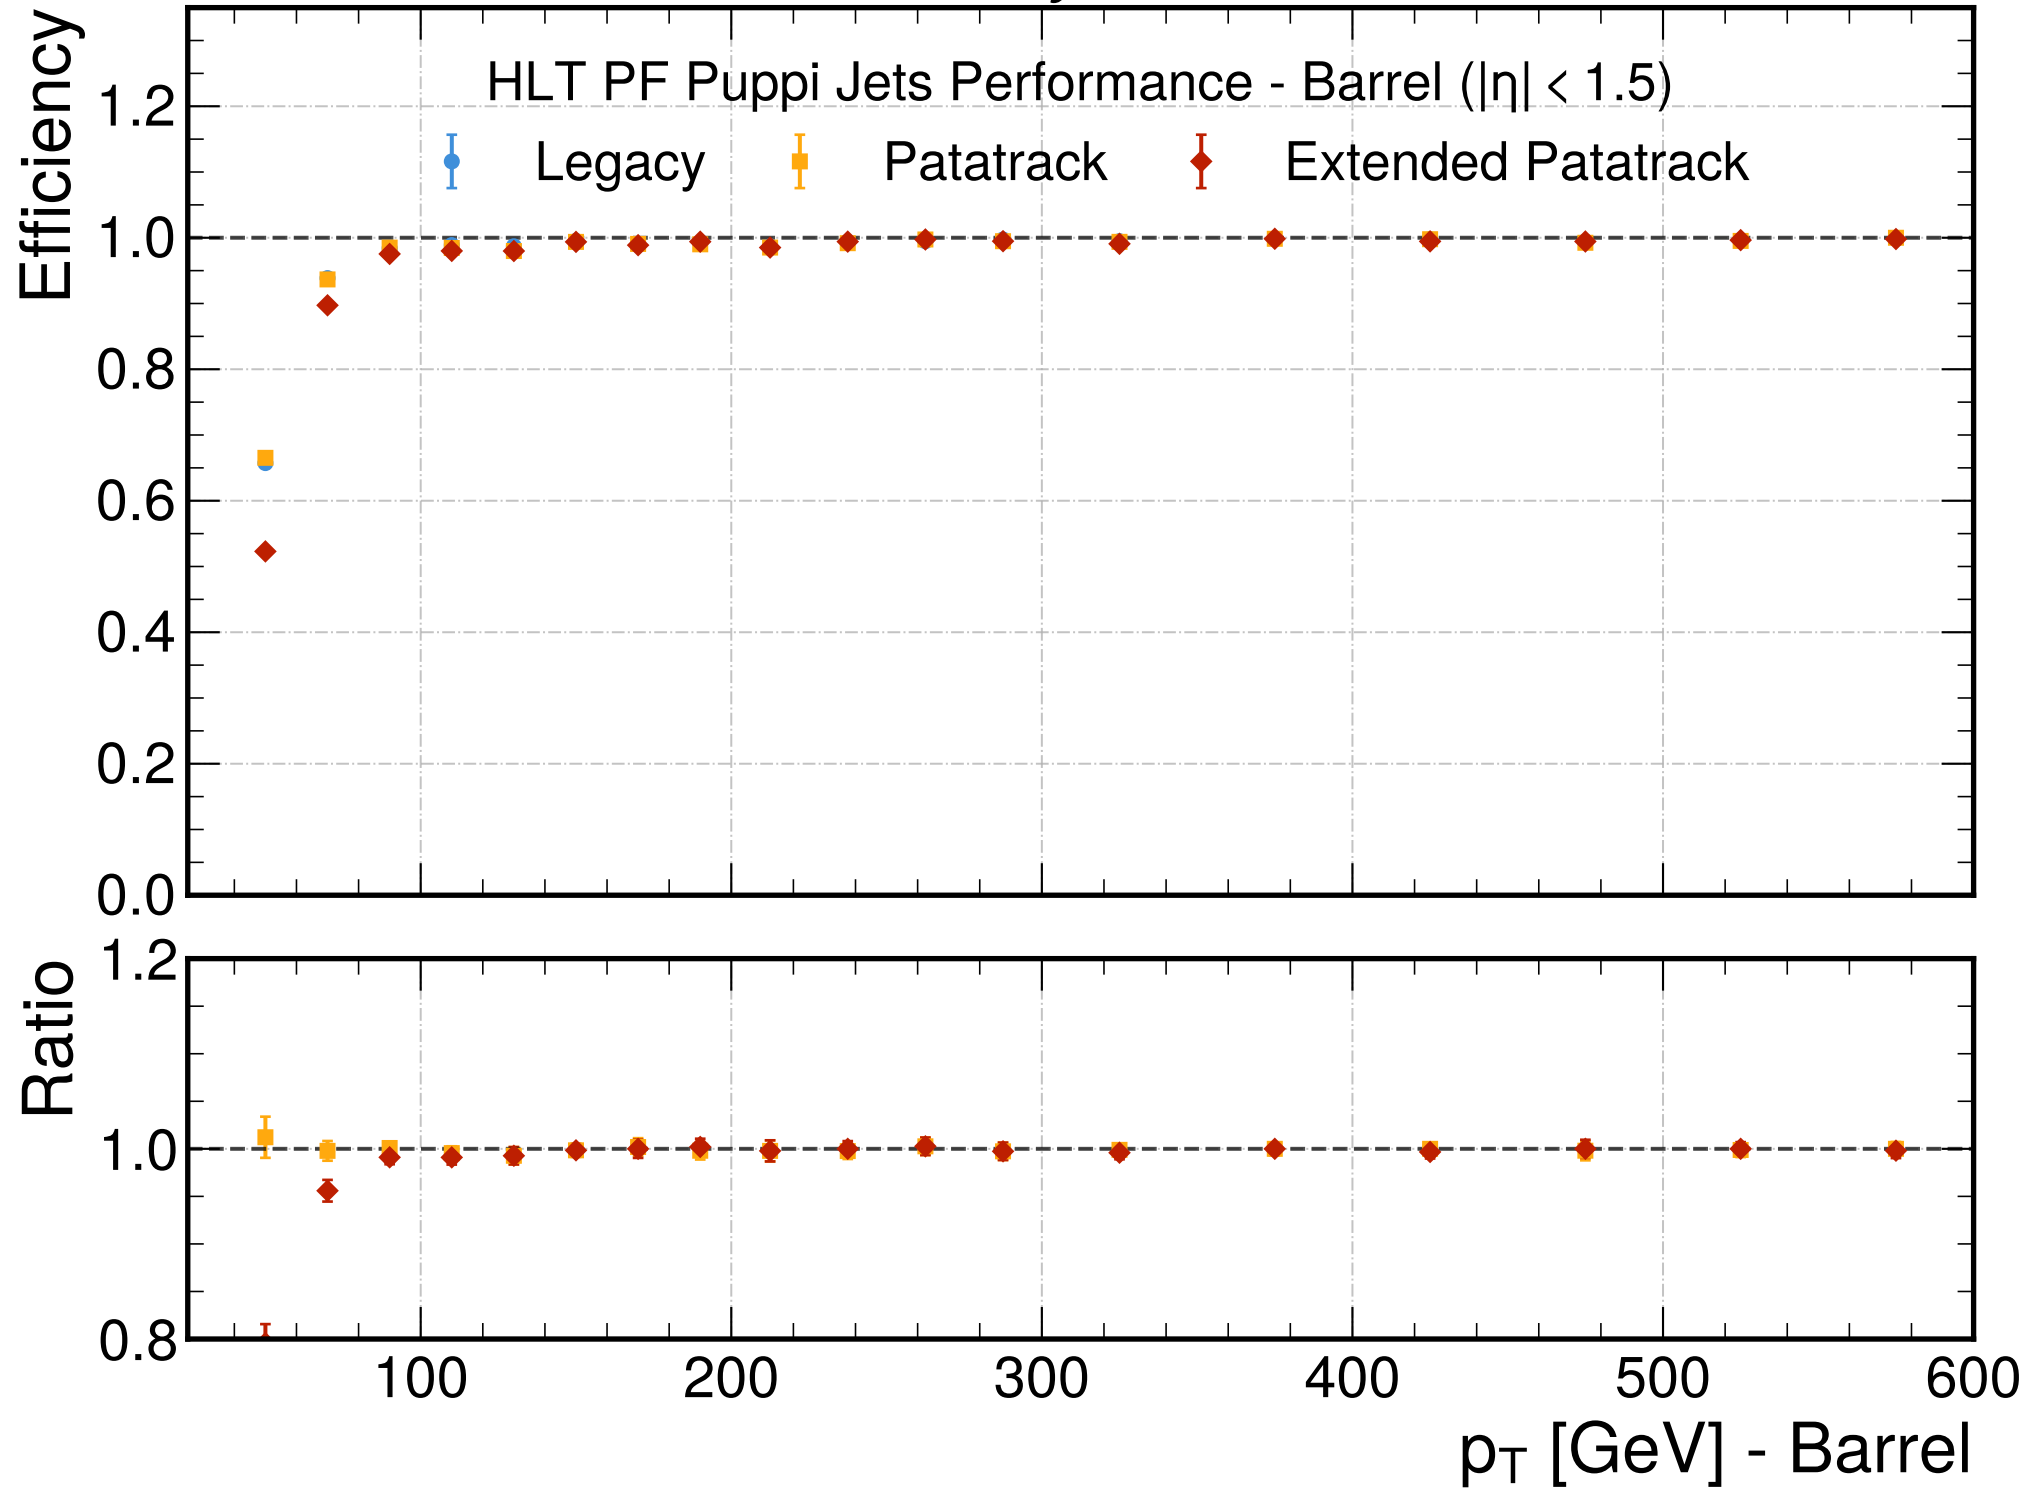 Efficiency
HLT PF Puppi Jets Performance - Barrel (|η| < 1.5)
Legacy Patatrack Extended Patatrack
1.2
1.0
0.8
0.6
0.4
0.2
0.0
Ratio
1.2
1.0
0.8
100 200 300 400 500 600
pT [GeV] - Barrel